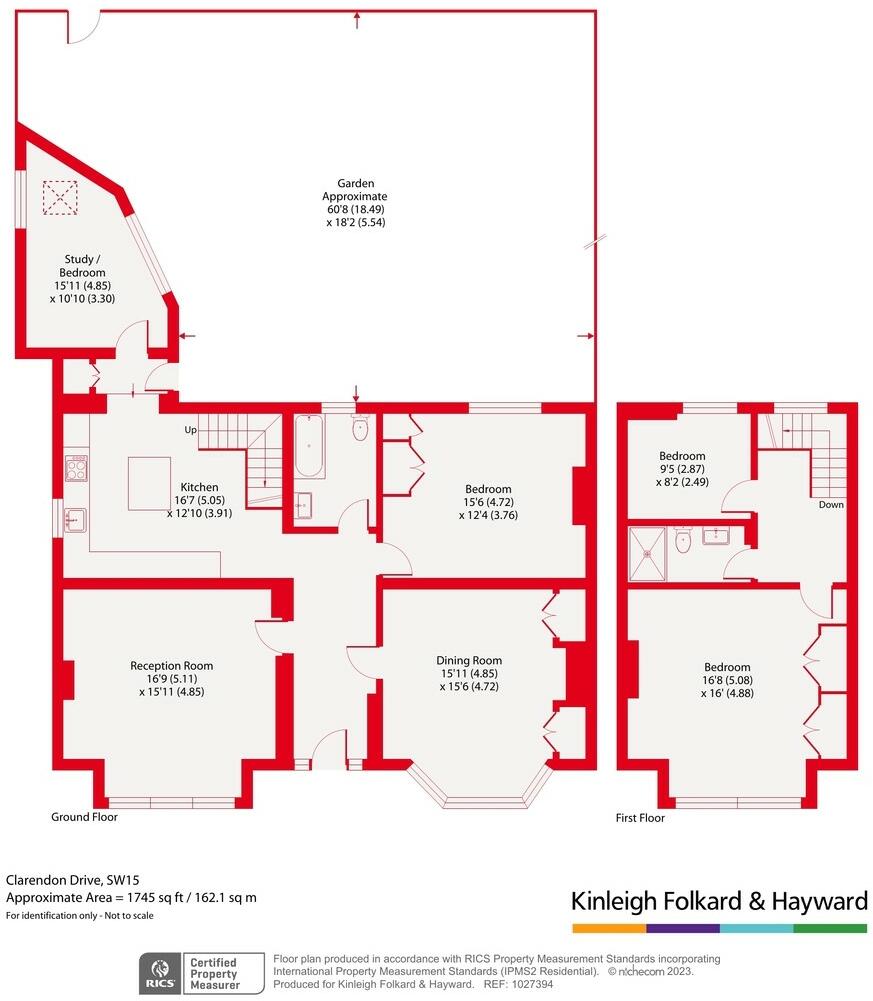 Garden
Approximate
60'8 (18.49)
x 18'2 (5.54)
Study /
Bedroom
15'11 (4.85)
x 10'10 (3.30)
Up
Kitchen
16'7 (5.05)
x 12'10 (3.91)
Bedroom
15'6 (4.72)
x 12'4 (3.76)
Bedroom
9'5 (2.87)
x 8'2 (2.49)
Down
Reception Room
16'9 (5.11)
x 15'11 (4.85)
Dining Room
15'11 (4.85)
x 15'6 (4.72)
Bedroom
16'8 (5.08)
x 16' (4.88)
Ground Floor
First Floor
Clarendon Drive, SW15
Approximate Area = 1745 sq ft / 162.1 sq m
For identification only - Not to scale
Kinleigh Folkard & Hayward
RICS
Certified
Property
Measurer
Floor plan produced in accordance with RICS Property Measurement Standards incorporating
International Property Measurement Standards (IPMS2 Residential). © nichecom 2023.
Produced for Kinleigh Folkard & Hayward. REF: 1027394